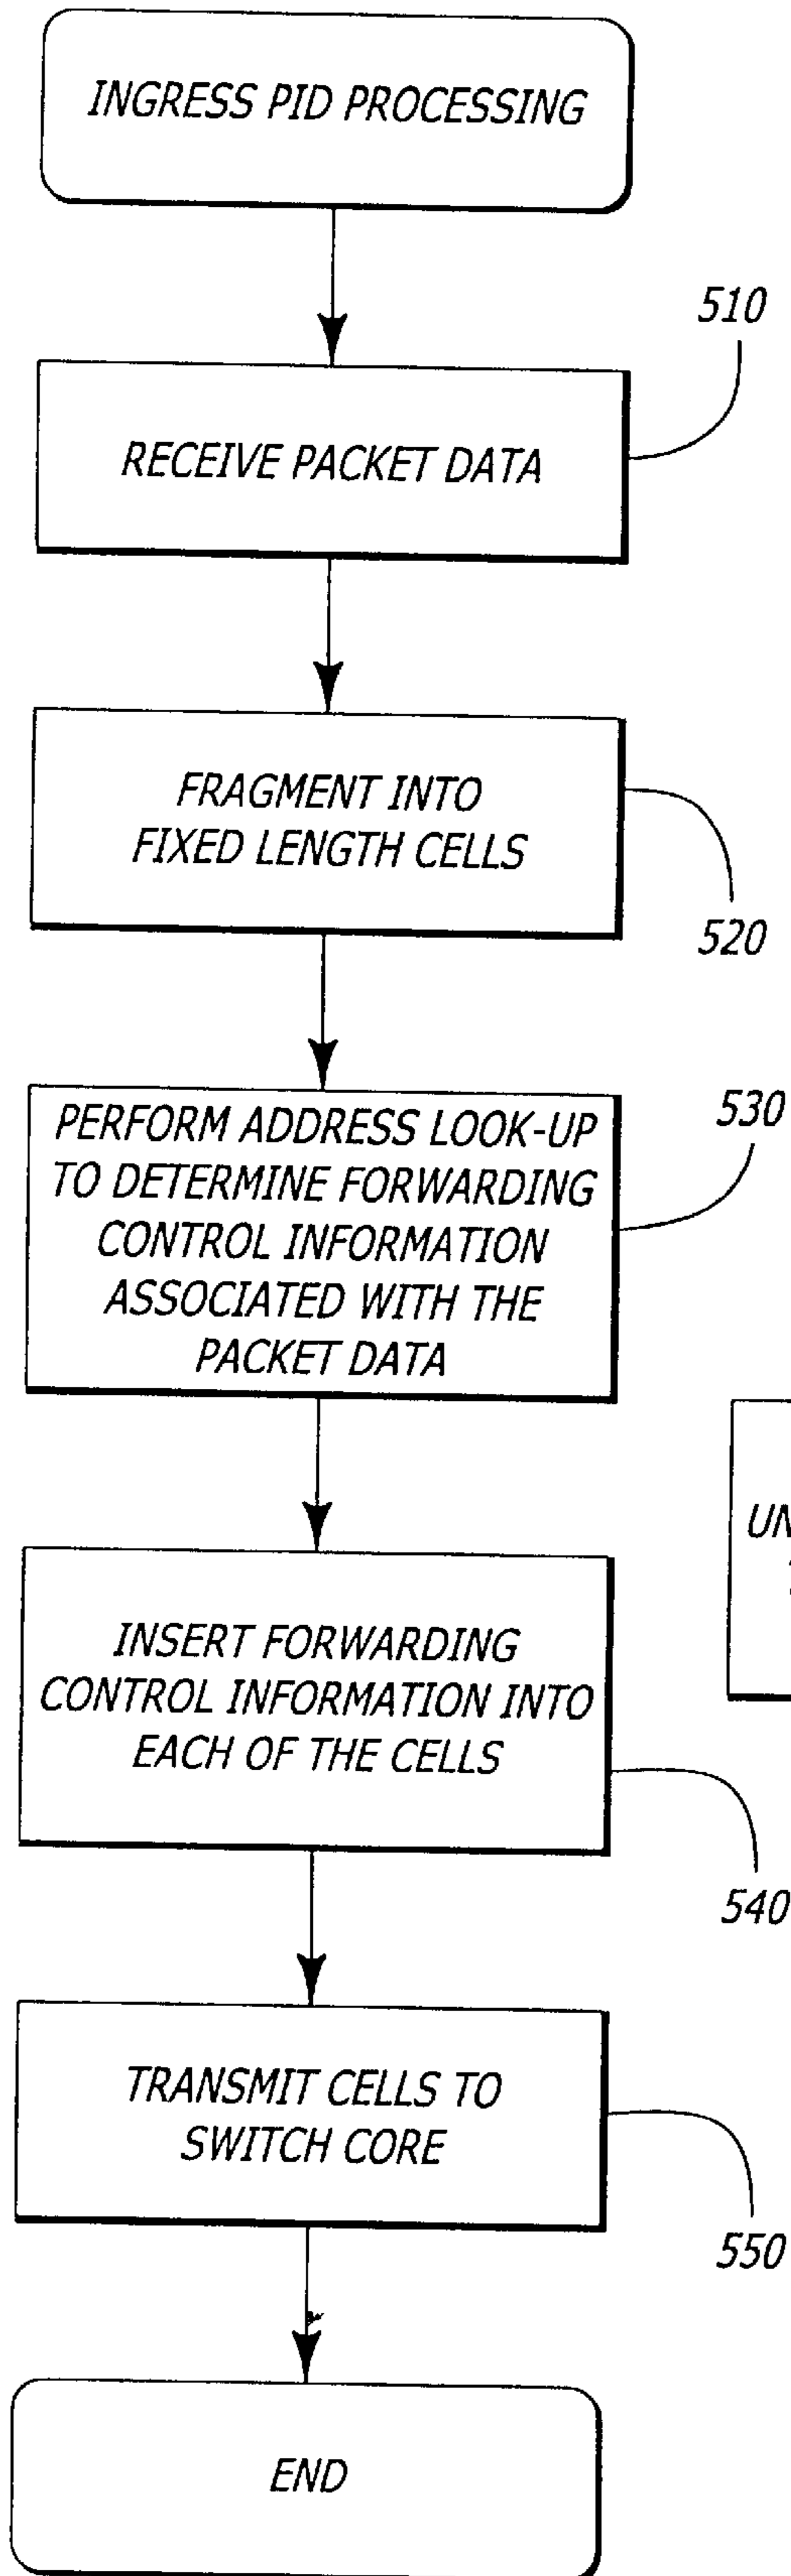 INGRESS PID PROCESSING
510
RECEIVE PACKET DATA
FRAGMENT INTO
FIXED LENGTH CELLS
520
PERFORM ADDRESS LOOK-UP
TO DETERMINE FORWARDING
CONTROL INFORMATION
ASSOCIATED WITH THE
PACKET DATA
530
INSERT FORWARDING
CONTROL INFORMATION INTO
EACH OF THE CELLS
540
TRANSMIT CELLS TO
SWITCH CORE
550
END